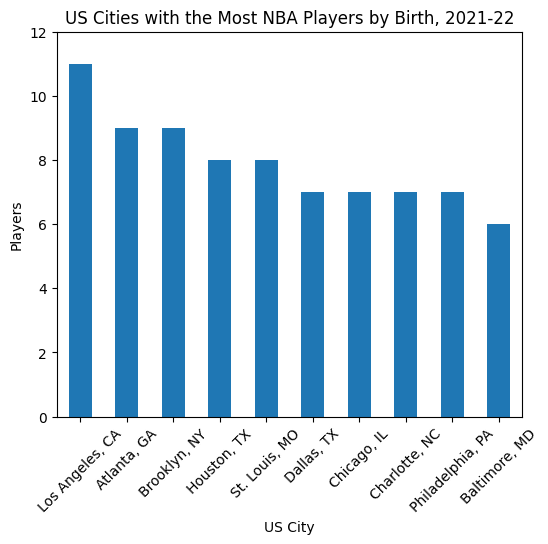 US Cities with the Most NBA Players by Birth, 2021-22
12
10
8
6
4
2
0
Players
Los Angeles, CA
Atlanta, GA
Brooklyn, NY
Houston, TX
St. Louis, MO
Dallas, TX
Chicago, IL
Charlotte, NC
Philadelphia, PA
Baltimore, MD
US City